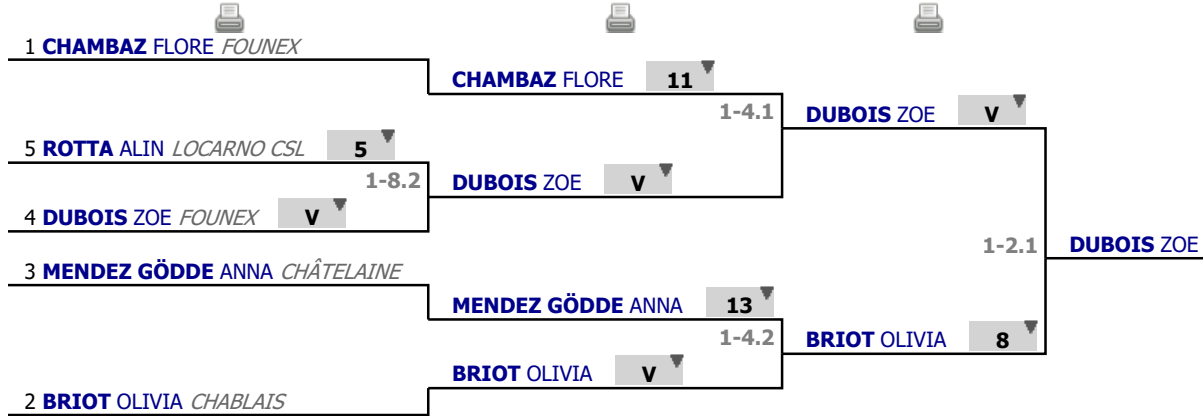 1 CHAMBAZ FLORE FOUNEX
CHAMBAZ FLORE 11
1-4.1
DUBOIS ZOE V
5 ROTTA ALIN LOCARNO CSL 5
1-8.2
DUBOIS ZOE V
4 DUBOIS ZOE FOUNEX V
1-2.1
DUBOIS ZOE
3 MENDEZ GÖDDE ANNA CHÂTELAINE
MENDEZ GÖDDE ANNA 13
1-4.2
BRIOT OLIVIA 8
BRIOT OLIVIA V
2 BRIOT OLIVIA CHABLAIS